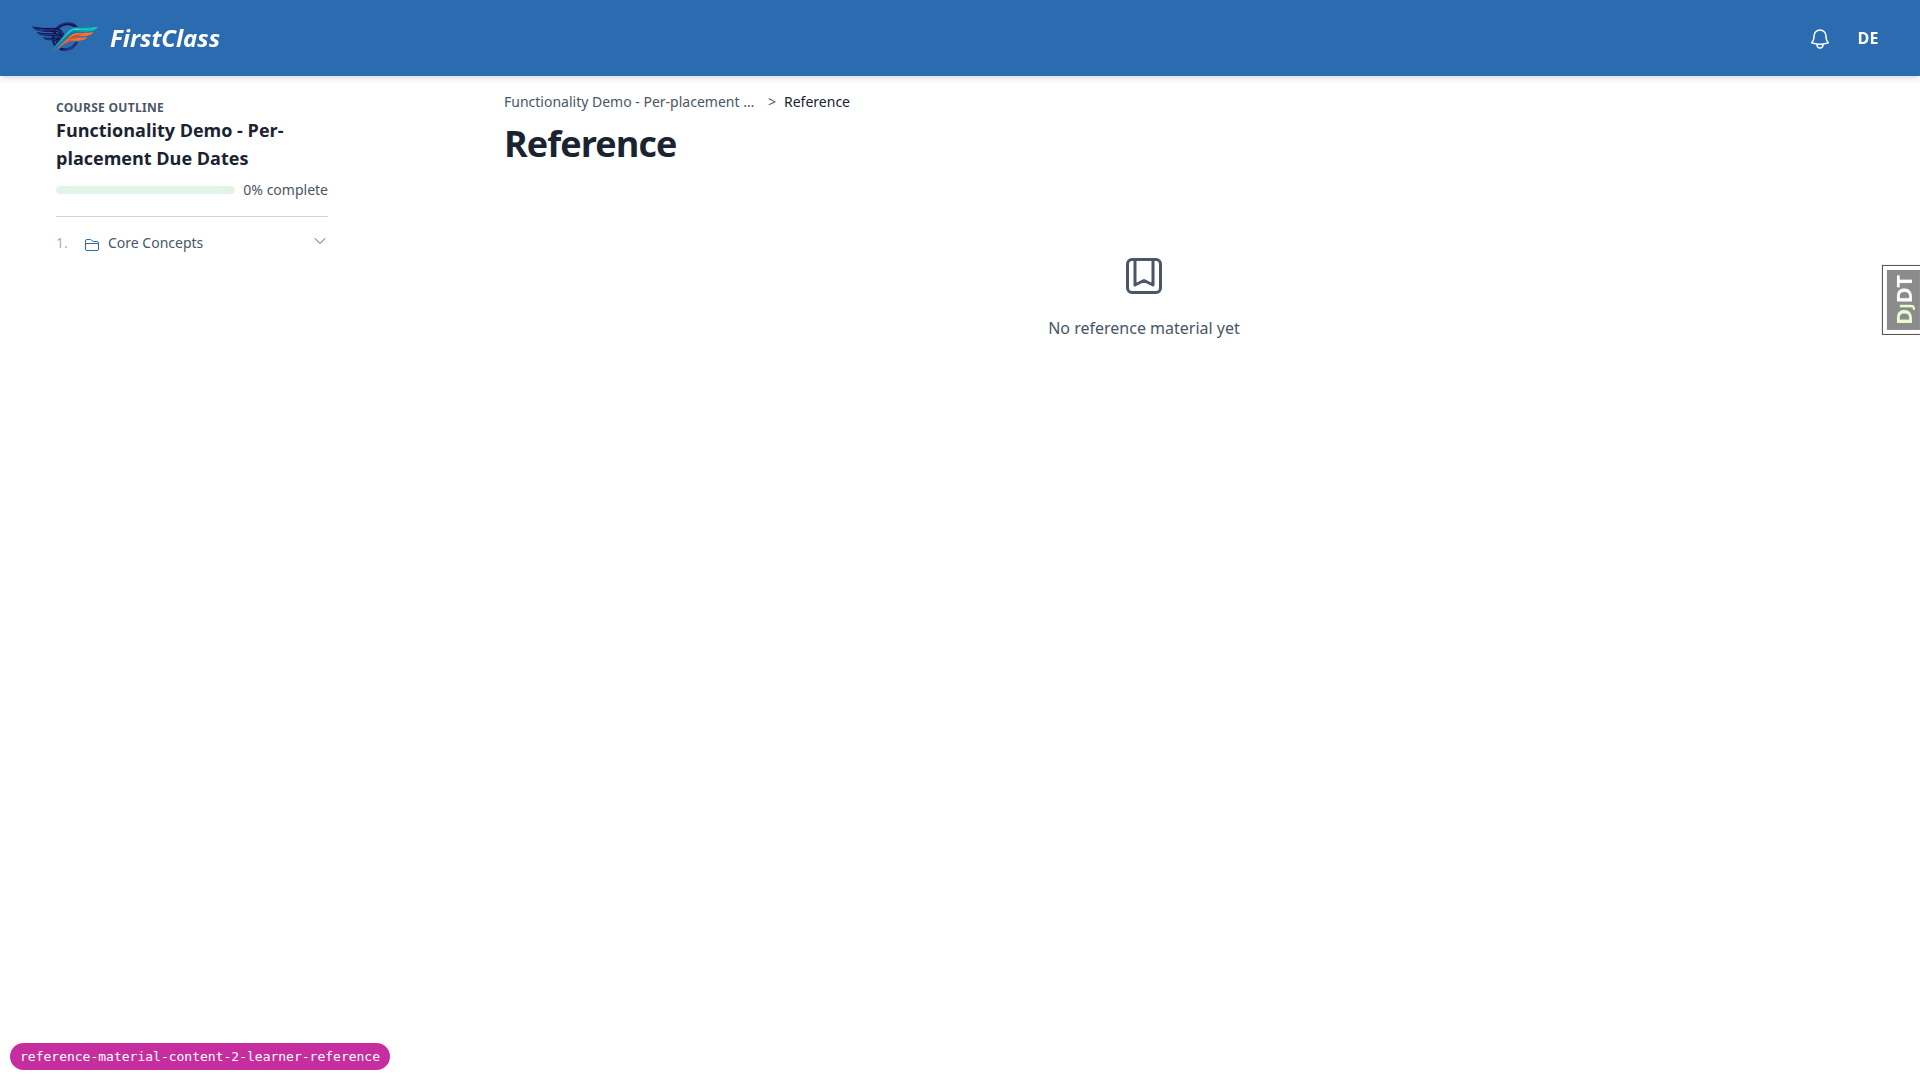 FirstClass
DE
COURSE OUTLINE
Functionality Demo - Per-
placement Due Dates
0% complete
1. Core Concepts
Functionality Demo - Per-placement ... > Reference
Reference
No reference material yet
DjDT
reference-material-content-2-learner-reference